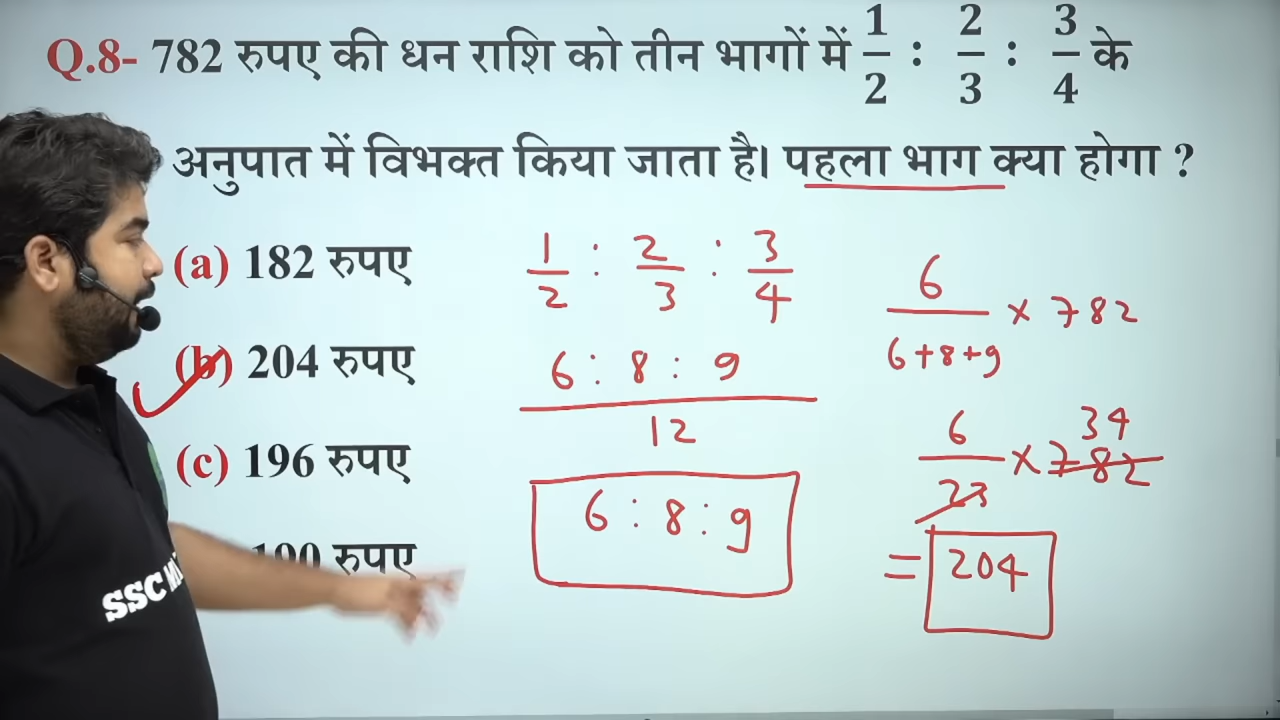 Q.8- 782 रुपए की धन राशि को तीन भागों में 1/2 : 2/3 : 3/4 के
अनुपात में विभक्त किया जाता है। पहला भाग क्या होगा ?
(a) 182 रुपए
(b) 204 रुपए
(c) 196 रुपए
190 रुपए
1/2 : 2/3 : 3/4
6 : 8 : 9
12
6 : 8 : 9
6/(6+8+9) × 782
34
6/23 × 782
= 204
SSC